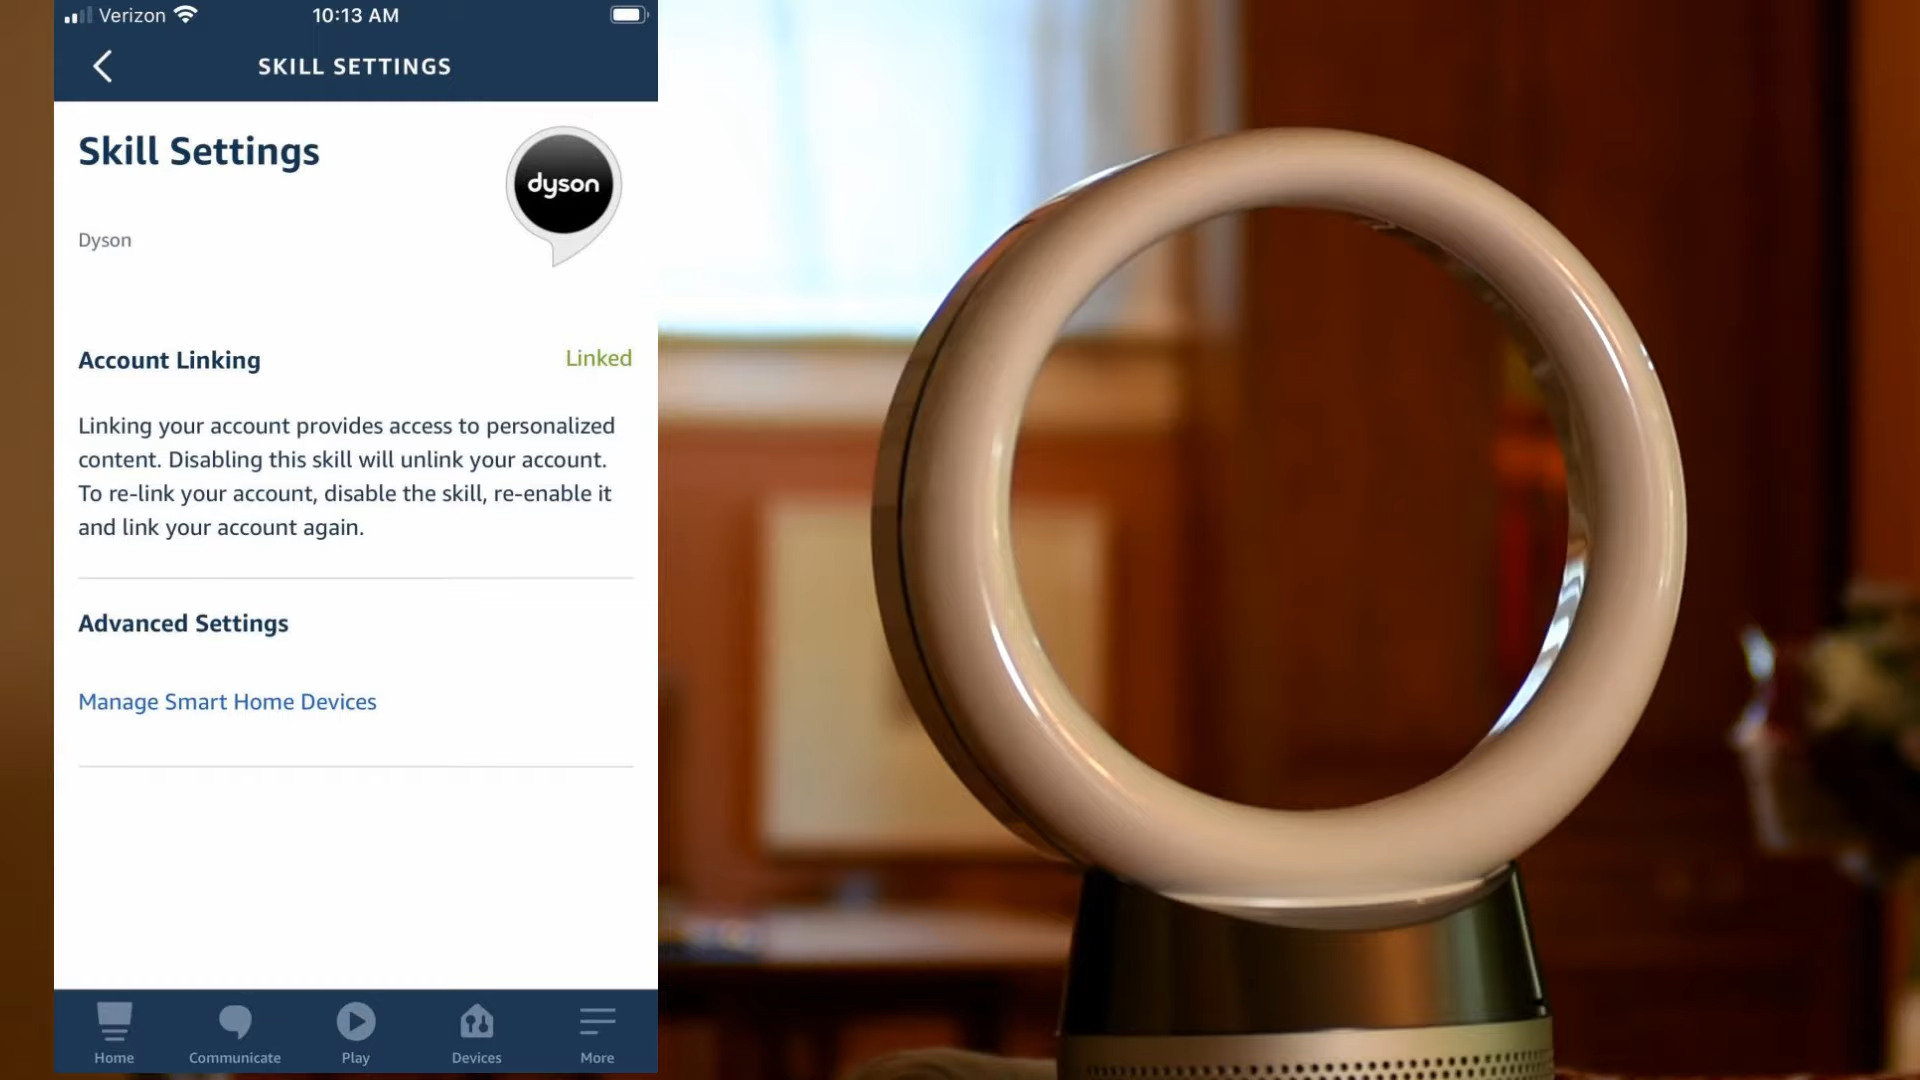 Verizon 10:13 AM
SKILL SETTINGS
Skill Settings
dyson
Dyson
Account Linking Linked
Linking your account provides access to personalized
content. Disabling this skill will unlink your account.
To re-link your account, disable the skill, re-enable it
and link your account again.
Advanced Settings
Manage Smart Home Devices
Home Communicate Play Devices More